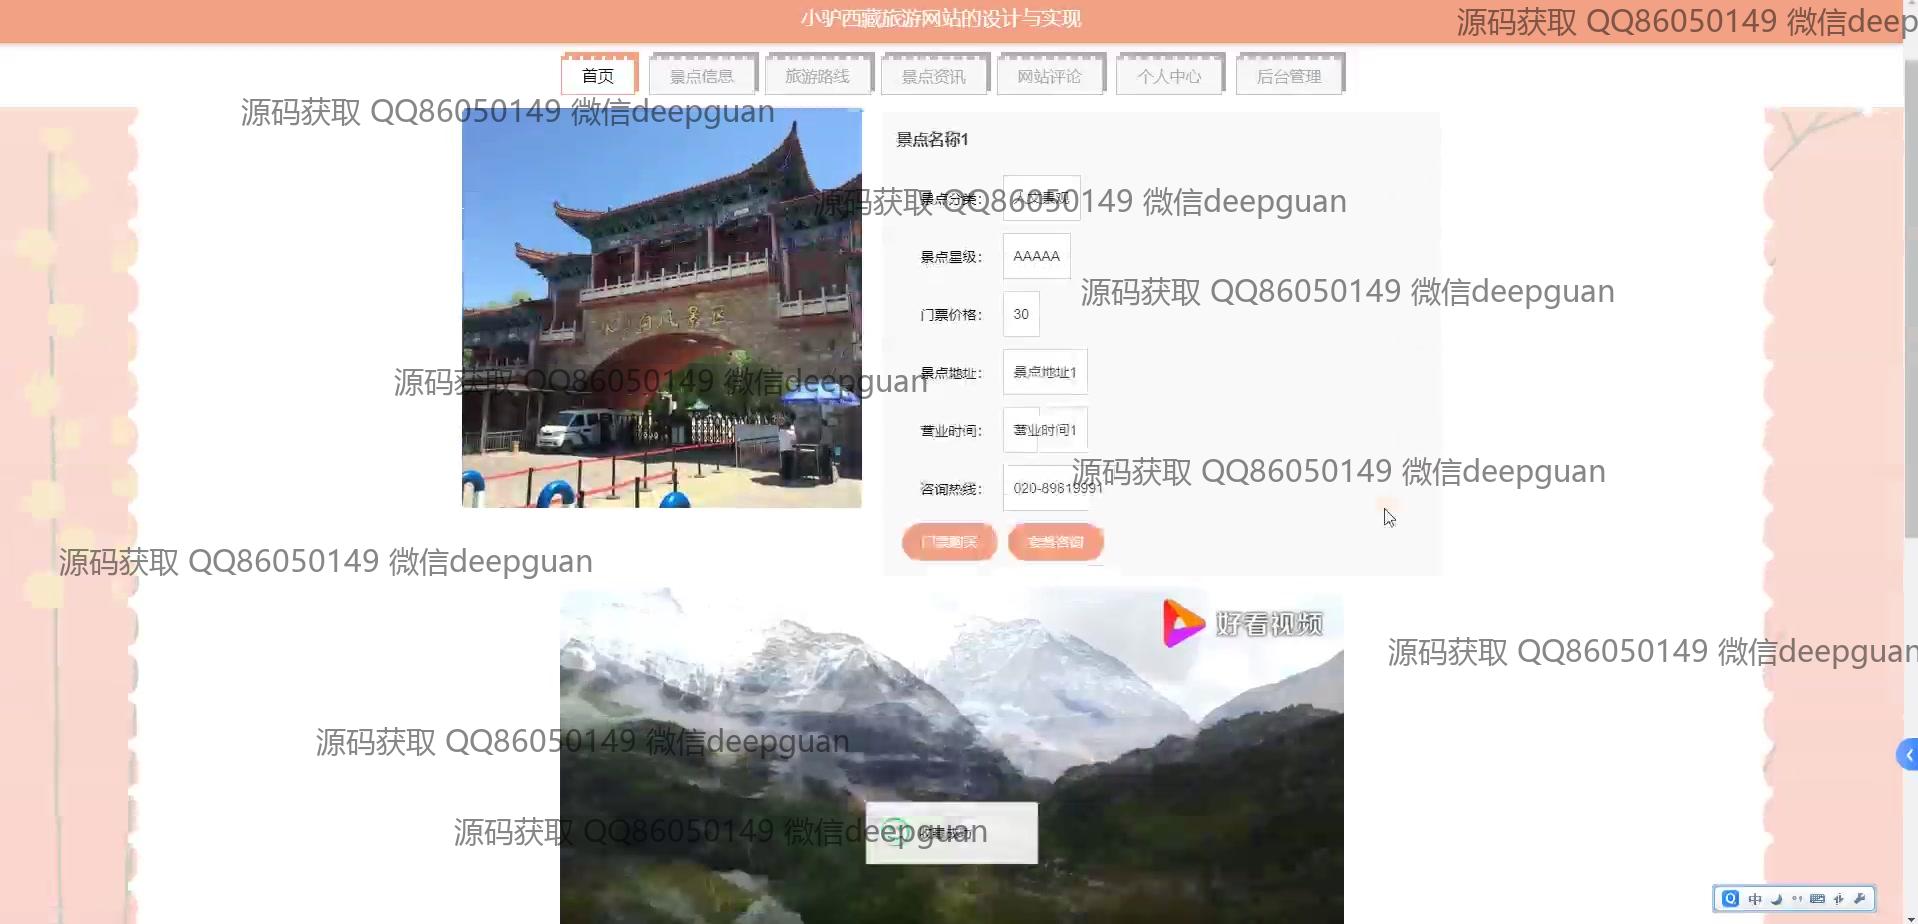 小驴西藏旅游网站的设计与实现
源码获取 QQ86050149 微信deep
首页 景点信息 旅游路线 景点资讯 网站评论 个人中心 后台管理
源码获取 QQ86050149 微信deepguan
景点名称1
景点分类： 人文景观
源码获取 QQ86050149 微信deepguan
景点星级： AAAAA
源码获取 QQ86050149 微信deepguan
门票价格： 30
风景区
景点地址： 景点地址1
源码获取 QQ86050149 微信deepguan
营业时间： 营业时间1
源码获取 QQ86050149 微信deepguan
咨询热线： 020-89819991
门票购买 套餐咨询
源码获取 QQ86050149 微信deepguan
好看视频
源码获取 QQ86050149 微信deepguan
源码获取 QQ86050149 微信deepguan
源码获取 QQ86050149 微信deepguan
中